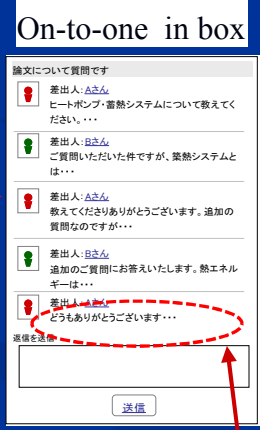 On-to-one in box
論文について質問です
差出人：Aさん
ヒートポンプ・蓄熱システムについて教えてく
ださい。・・・
差出人：Bさん
ご質問いただいた件ですが、築熱システムと
は・・・
差出人：Aさん
教えてくださりありがとうございます。追加の
質問なのですが・・・
差出人：Bさん
追加のご質問にお答えいたします。熱エネル
ギーは・・・
差出人：Aさん
どうもありがとうございます・・・
返信を送信
送信